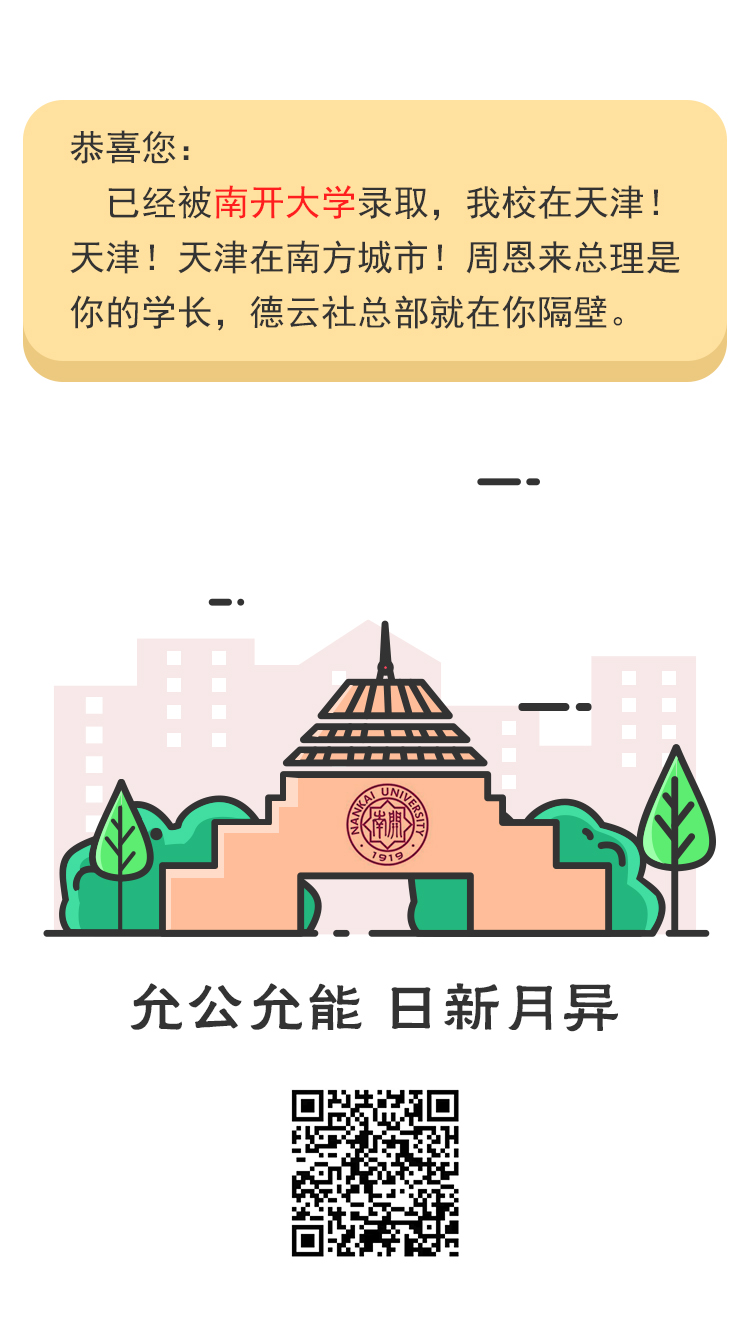 恭喜您：
已经被南开大学录取，我校在天津！
天津！天津在南方城市！周恩来总理是
你的学长，德云社总部就在你隔壁。
NANKAI UNIVERSITY
南開
1919
允公允能 日新月异